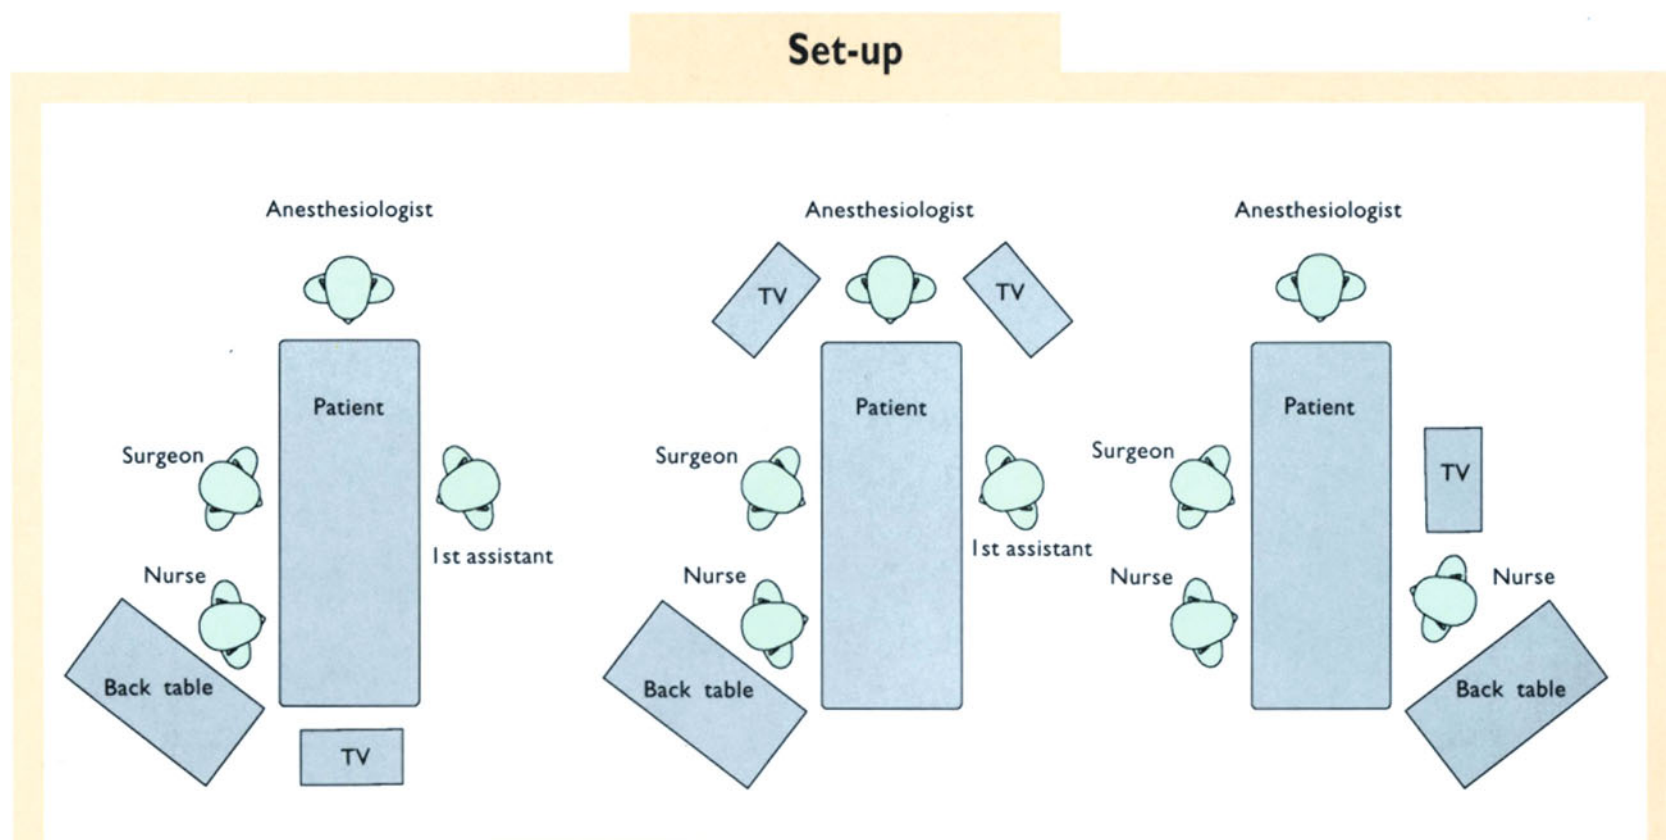 Set-up
Anesthesiologist
Patient
Surgeon
1st assistant
Nurse
Back table
TV
Anesthesiologist
TV
TV
Patient
Surgeon
1st assistant
Nurse
Back table
Anesthesiologist
Patient
Surgeon
TV
Nurse
Nurse
Back table